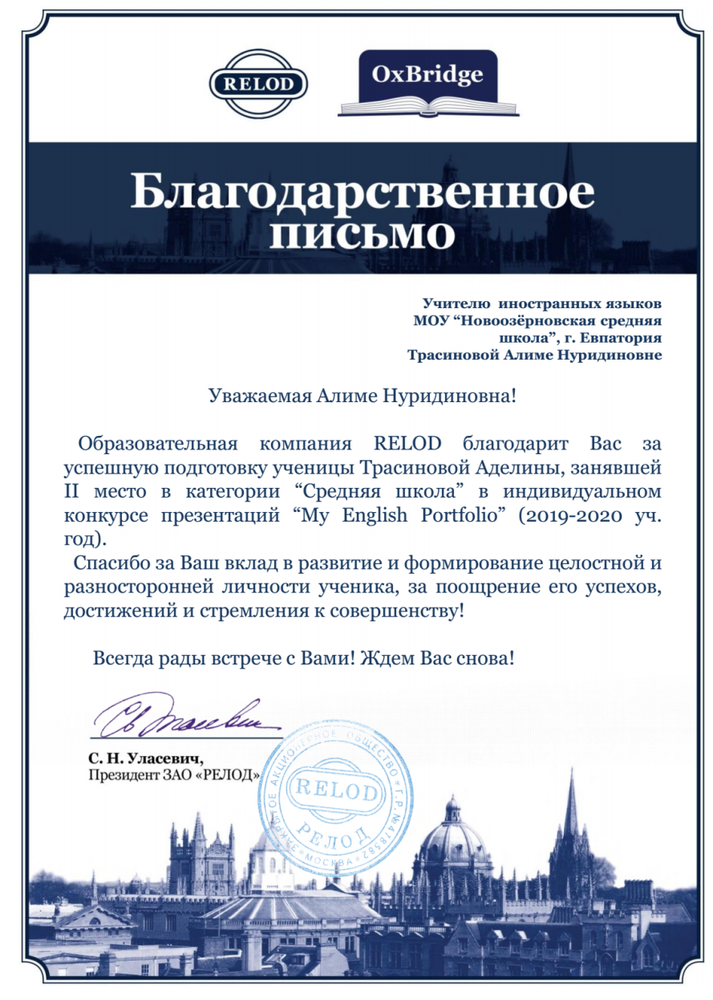 RELOD
OxBridge
Благодарственное
письмо
Учителю иностранных языков
МОУ “Новоозёрновская средняя
школа”, г. Евпатория
Трасиновой Алиме Нуридиновне
Уважаемая Алиме Нуридиновна!
Образовательная компания RELOD благодарит Вас за
успешную подготовку ученицы Трасиновой Аделины, занявшей
II место в категории “Средняя школа” в индивидуальном
конкурсе презентаций “My English Portfolio” (2019-2020 уч.
год).
Спасибо за Ваш вклад в развитие и формирование целостной и
разносторонней личности ученика, за поощрение его успехов,
достижений и стремления к совершенству!
Всегда рады встрече с Вами! Ждем Вас снова!
С. Н. Уласевич,
Президент ЗАО «РЕЛОД»
ЗАКРЫТОЕ АКЦИОНЕРНОЕ ОБЩЕСТВО * Г.Р. №418582 * МОСКВА *
RELOD
РЕЛОД